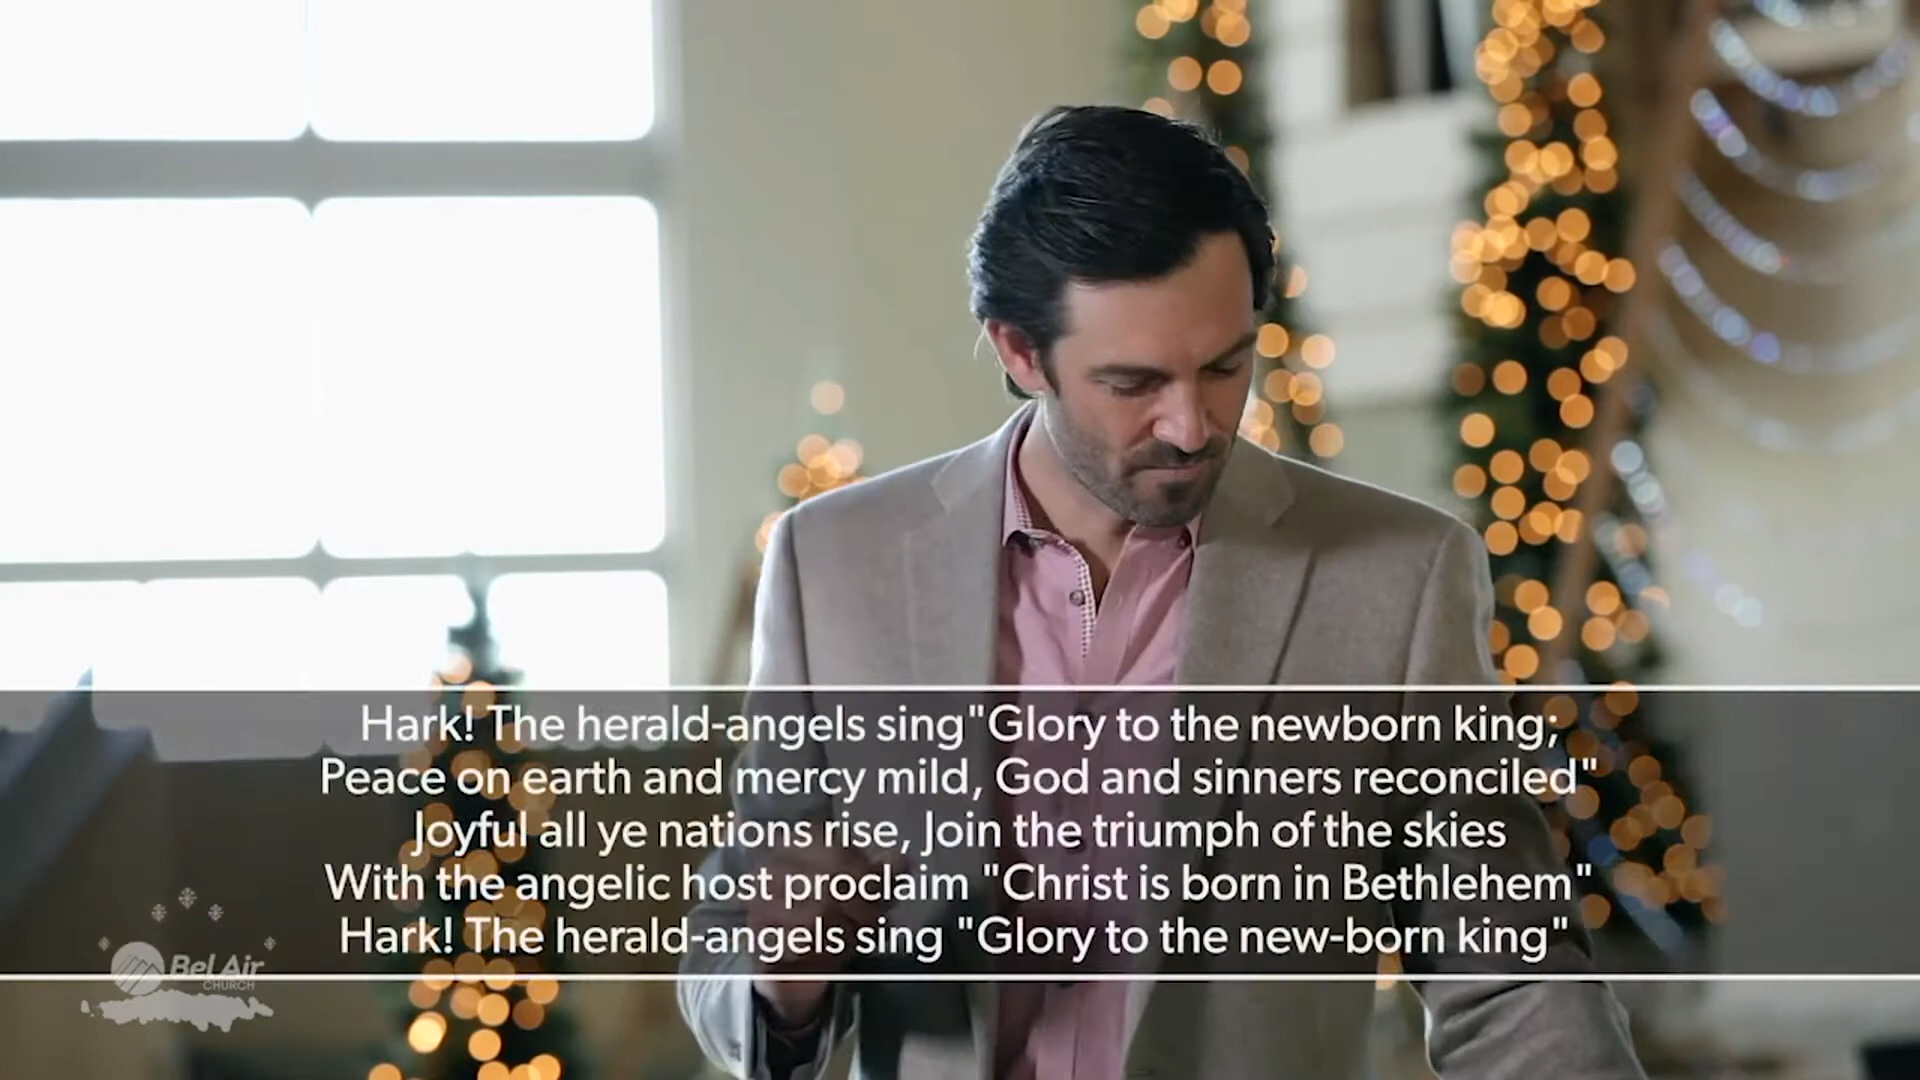 Hark! The herald-angels sing"Glory to the newborn king;
Peace on earth and mercy mild, God and sinners reconciled"
Joyful all ye nations rise, Join the triumph of the skies
With the angelic host proclaim "Christ is born in Bethlehem"
Hark! The herald-angels sing "Glory to the new-born king"
Bel Air
CHURCH